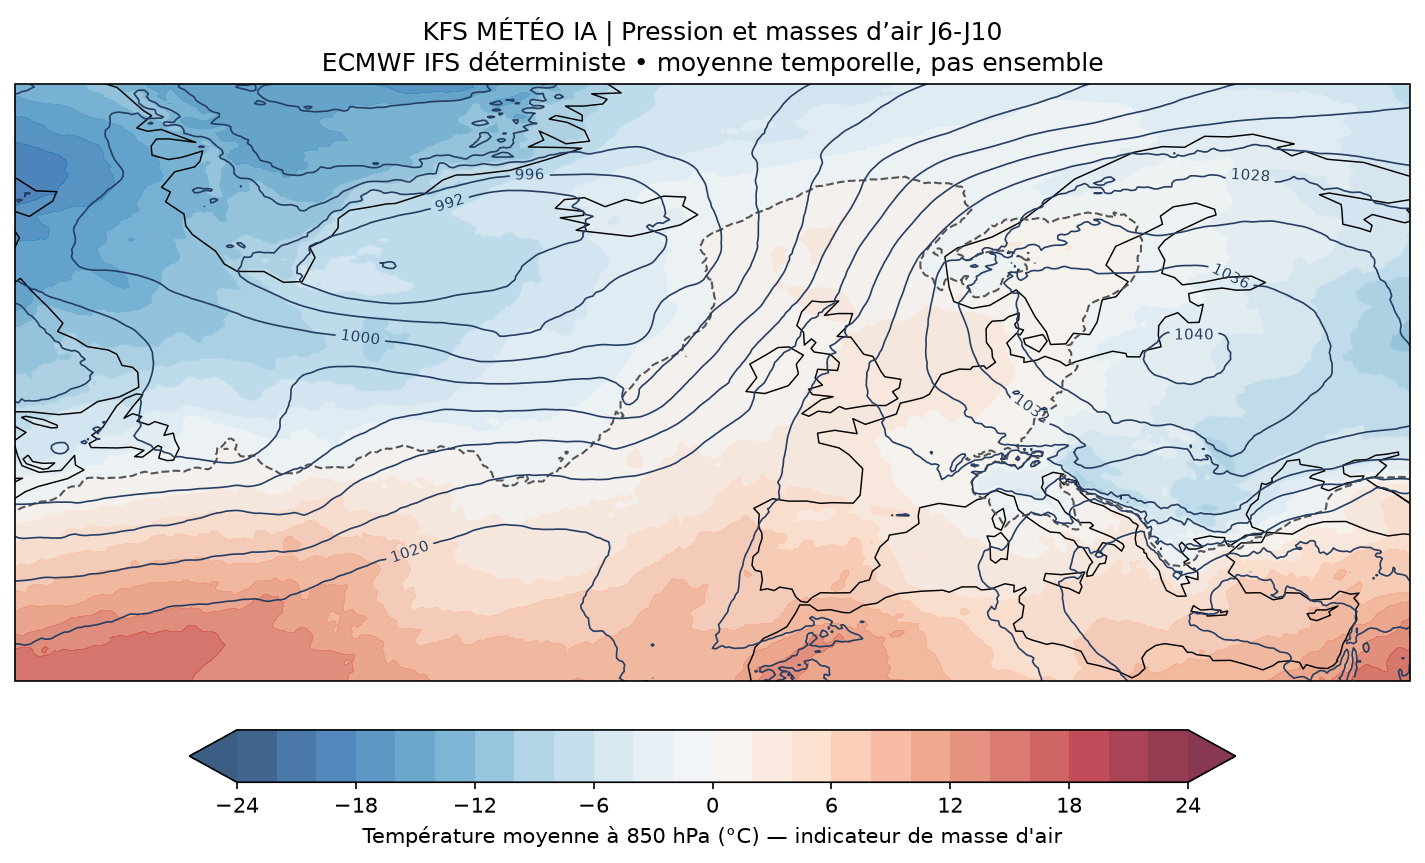 KFS MÉTÉO IA | Pression et masses d’air J6-J10
ECMWF IFS déterministe • moyenne temporelle, pas ensemble
996
1028
992
1036
1000
1040
1032
1020
−24 −18 −12 −6 0 6 12 18 24
Température moyenne à 850 hPa (°C) — indicateur de masse d'air